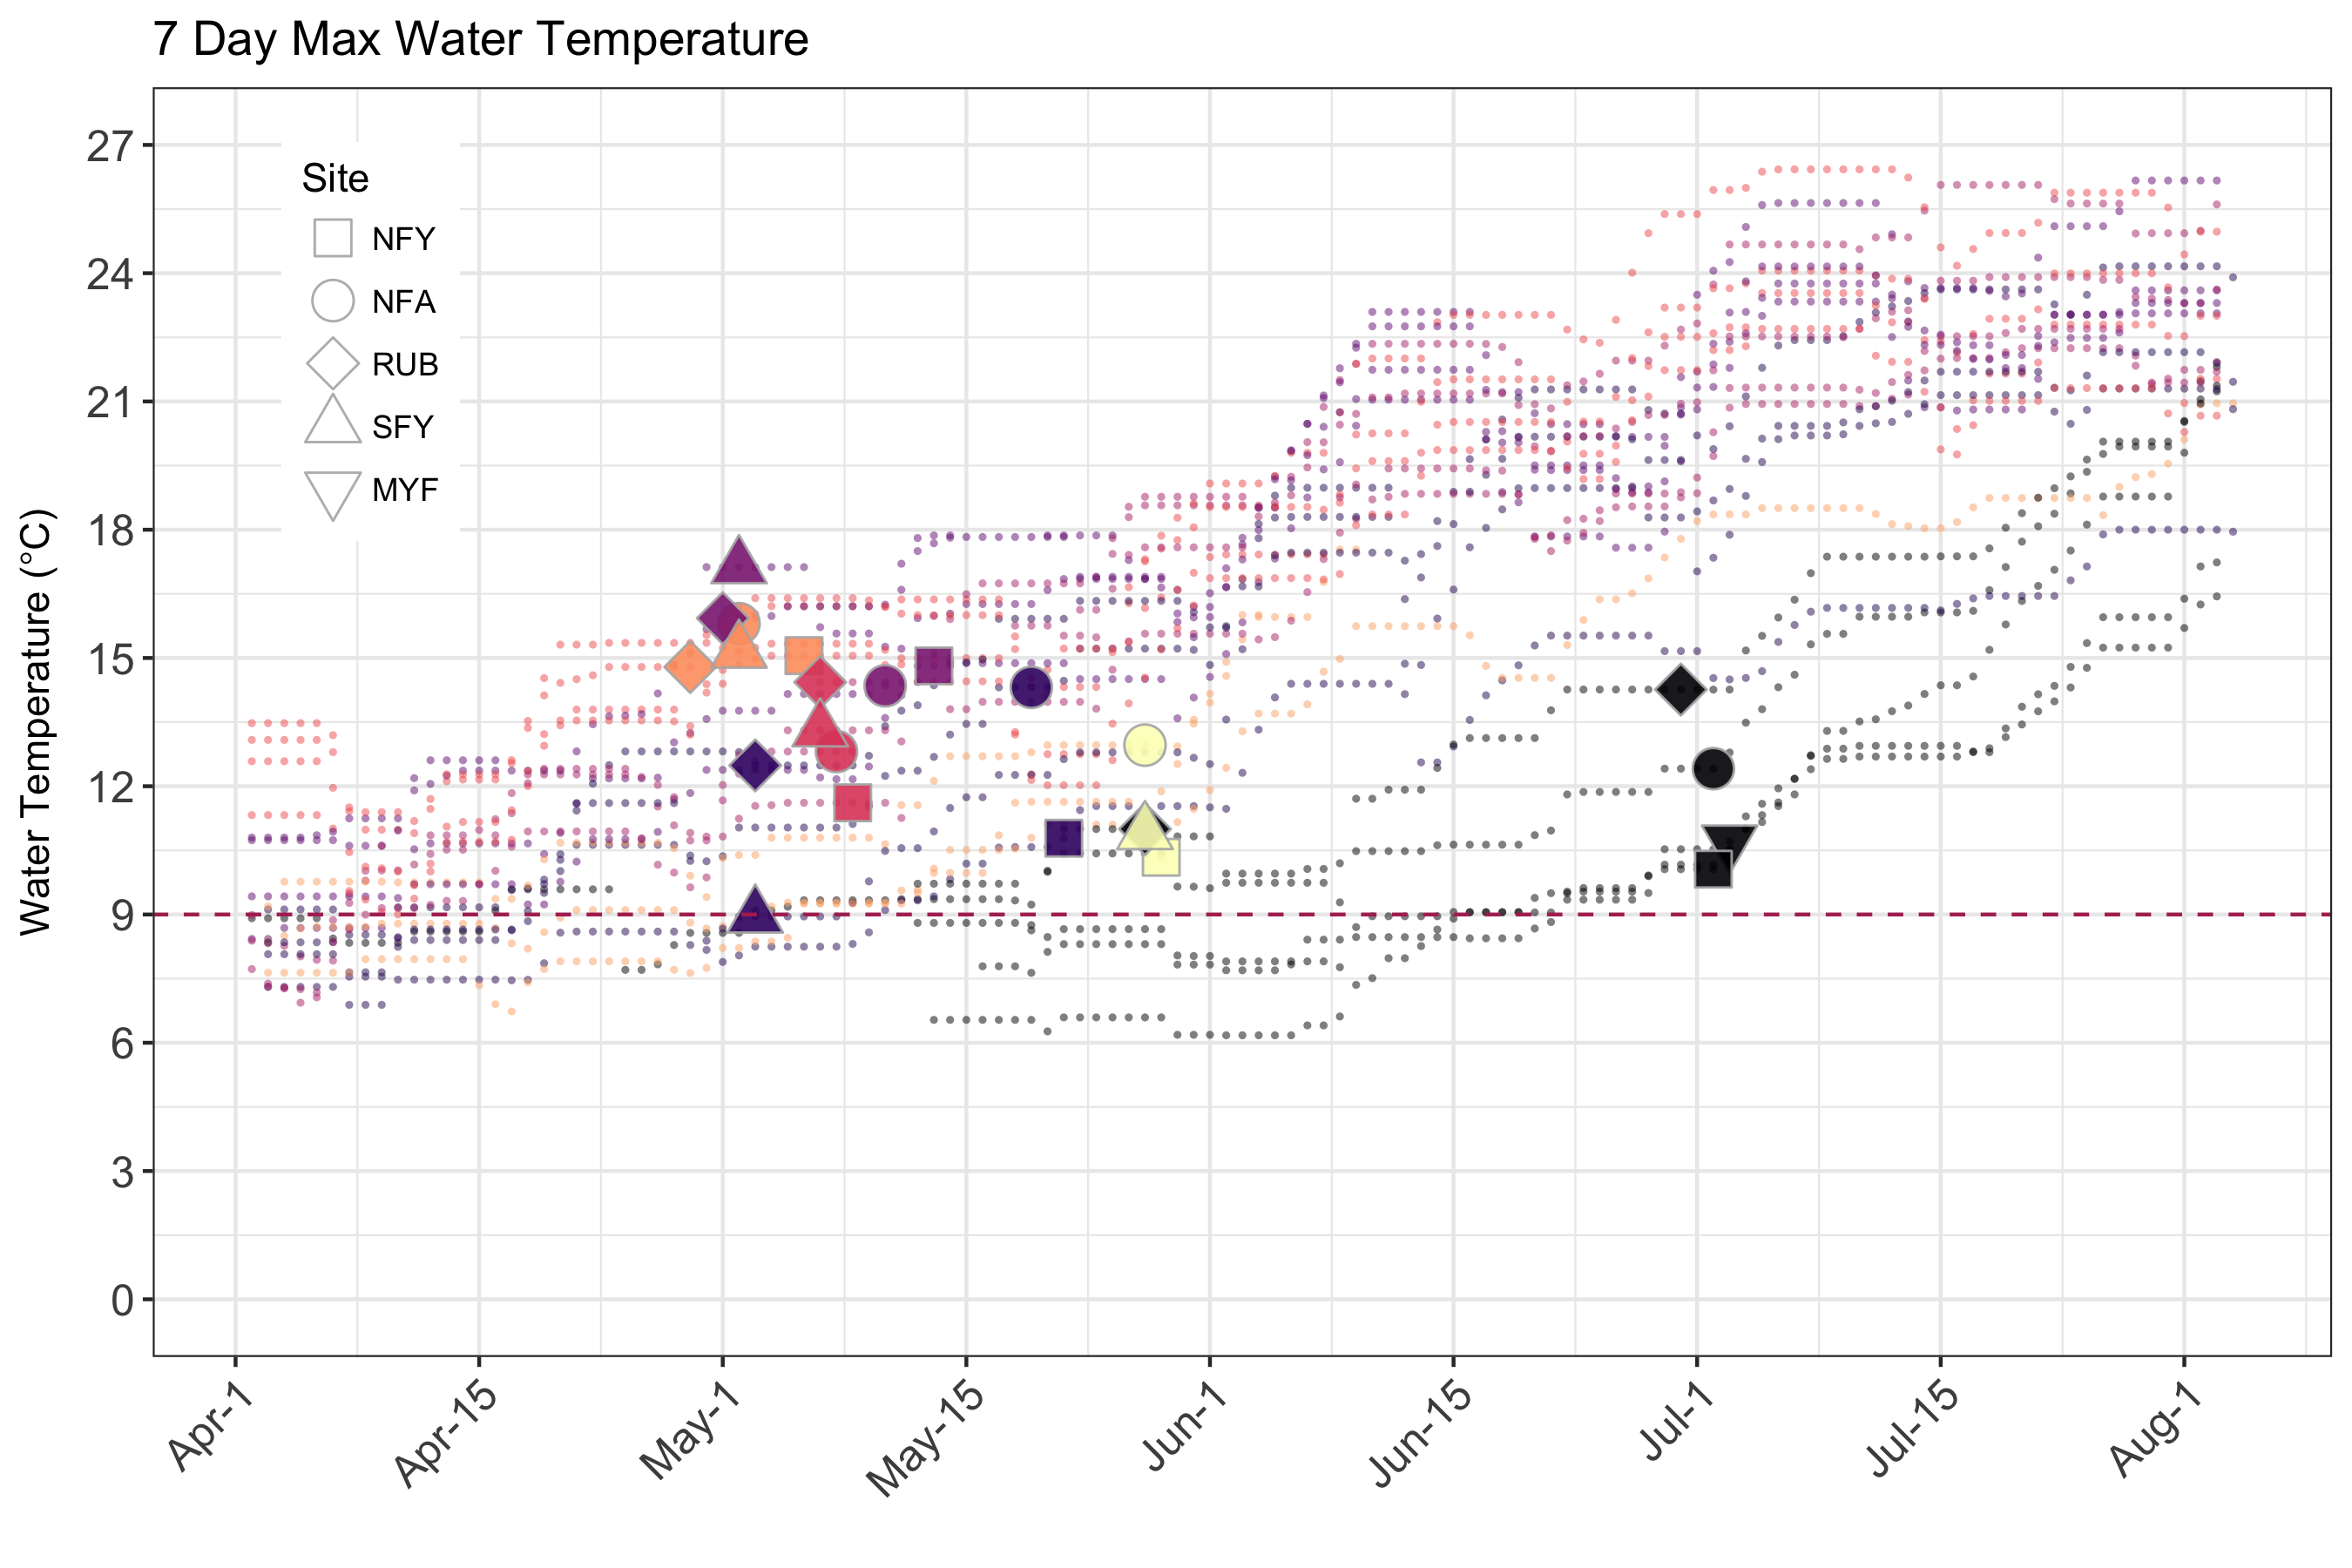 7 Day Max Water Temperature
Water Temperature (°C)
27
24
21
18
15
12
9
6
3
0
Site
NFY
NFA
RUB
SFY
MYF
Apr-1
Apr-15
May-1
May-15
Jun-1
Jun-15
Jul-1
Jul-15
Aug-1